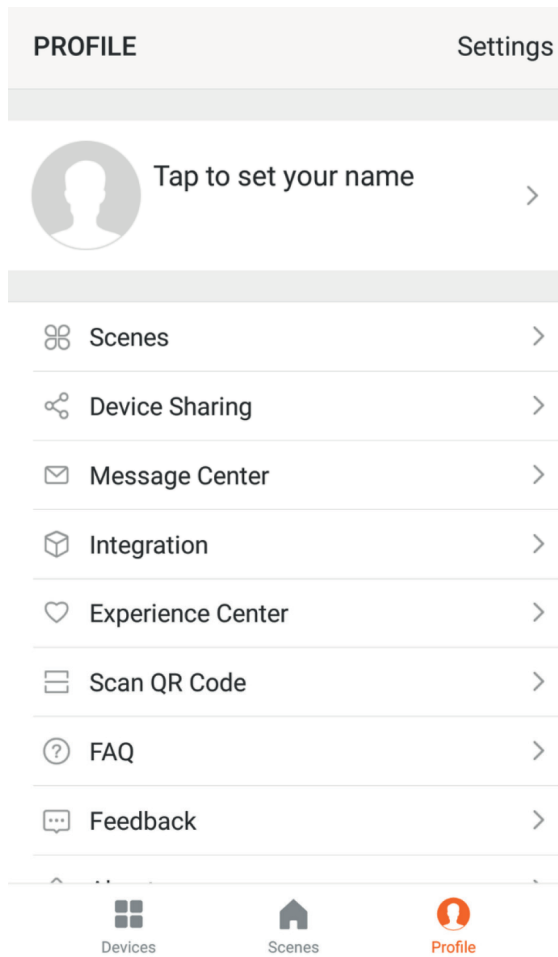 PROFILE Settings
Tap to set your name
Scenes
Device Sharing
Message Center
Integration
Experience Center
Scan QR Code
FAQ
Feedback
Devices Scenes Profile